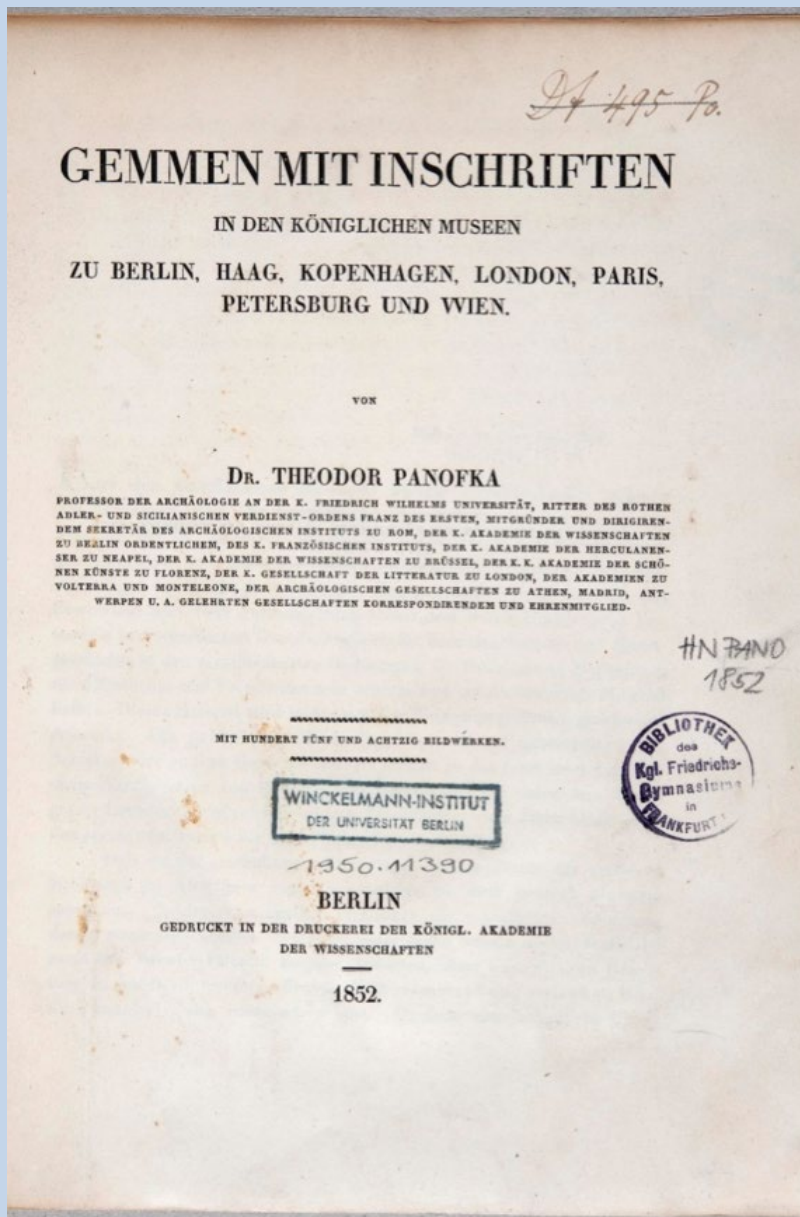 Df 495 Po.
GEMMEN MIT INSCHRIFTEN
IN DEN KÖNIGLICHEN MUSEEN
ZU BERLIN, HAAG, KOPENHAGEN, LONDON, PARIS,
PETERSBURG UND WIEN.
VON
DR. THEODOR PANOFKA
PROFESSOR DER ARCHÄOLOGIE AN DER K. FRIEDRICH WILHELMS UNIVERSITÄT, RITTER DES ROTHEN
ADLER- UND SICILIANISCHEN VERDIENST-ORDENS FRANZ DES ERSTEN, MITGRÜNDER UND DIRIGIREN-
DEM SEKRETÄR DES ARCHÄOLOGISCHEN INSTITUTS ZU ROM, DER K. AKADEMIE DER WISSENSCHAFTEN
ZU BERLIN ORDENTLICHEM, DES K. FRANZÖSISCHEN INSTITUTS, DER K. AKADEMIE DER HERCULANEN-
SER ZU NEAPEL, DER K. AKADEMIE DER WISSENSCHAFTEN ZU BRÜSSEL, DER K. K. AKADEMIE DER SCHÖ-
NEN KÜNSTE ZU FLORENZ, DER K. GESELLSCHAFT DER LITTERATUR ZU LONDON, DER AKADEMIEN ZU
VOLTERRA UND MONTELEONE, DER ARCHÄOLOGISCHEN GESELLSCHAFTEN ZU ATHEN, MADRID, ANT-
WERPEN U. A. GELEHRTEN GESELLSCHAFTEN KORRESPONDIRENDEM UND EHRENMITGLIED.
HN PANO
1852
MIT HUNDERT FÜNF UND ACHTZIG BILDWERKEN.
BIBLIOTHEK
des
Kgl. Friedrichs-
Gymnasiums
in
FRANKFURT
WINCKELMANN-INSTITUT
DER UNIVERSITÄT BERLIN
1950.11390
BERLIN
GEDRUCKT IN DER DRUCKEREI DER KÖNIGL. AKADEMIE
DER WISSENSCHAFTEN
1852.